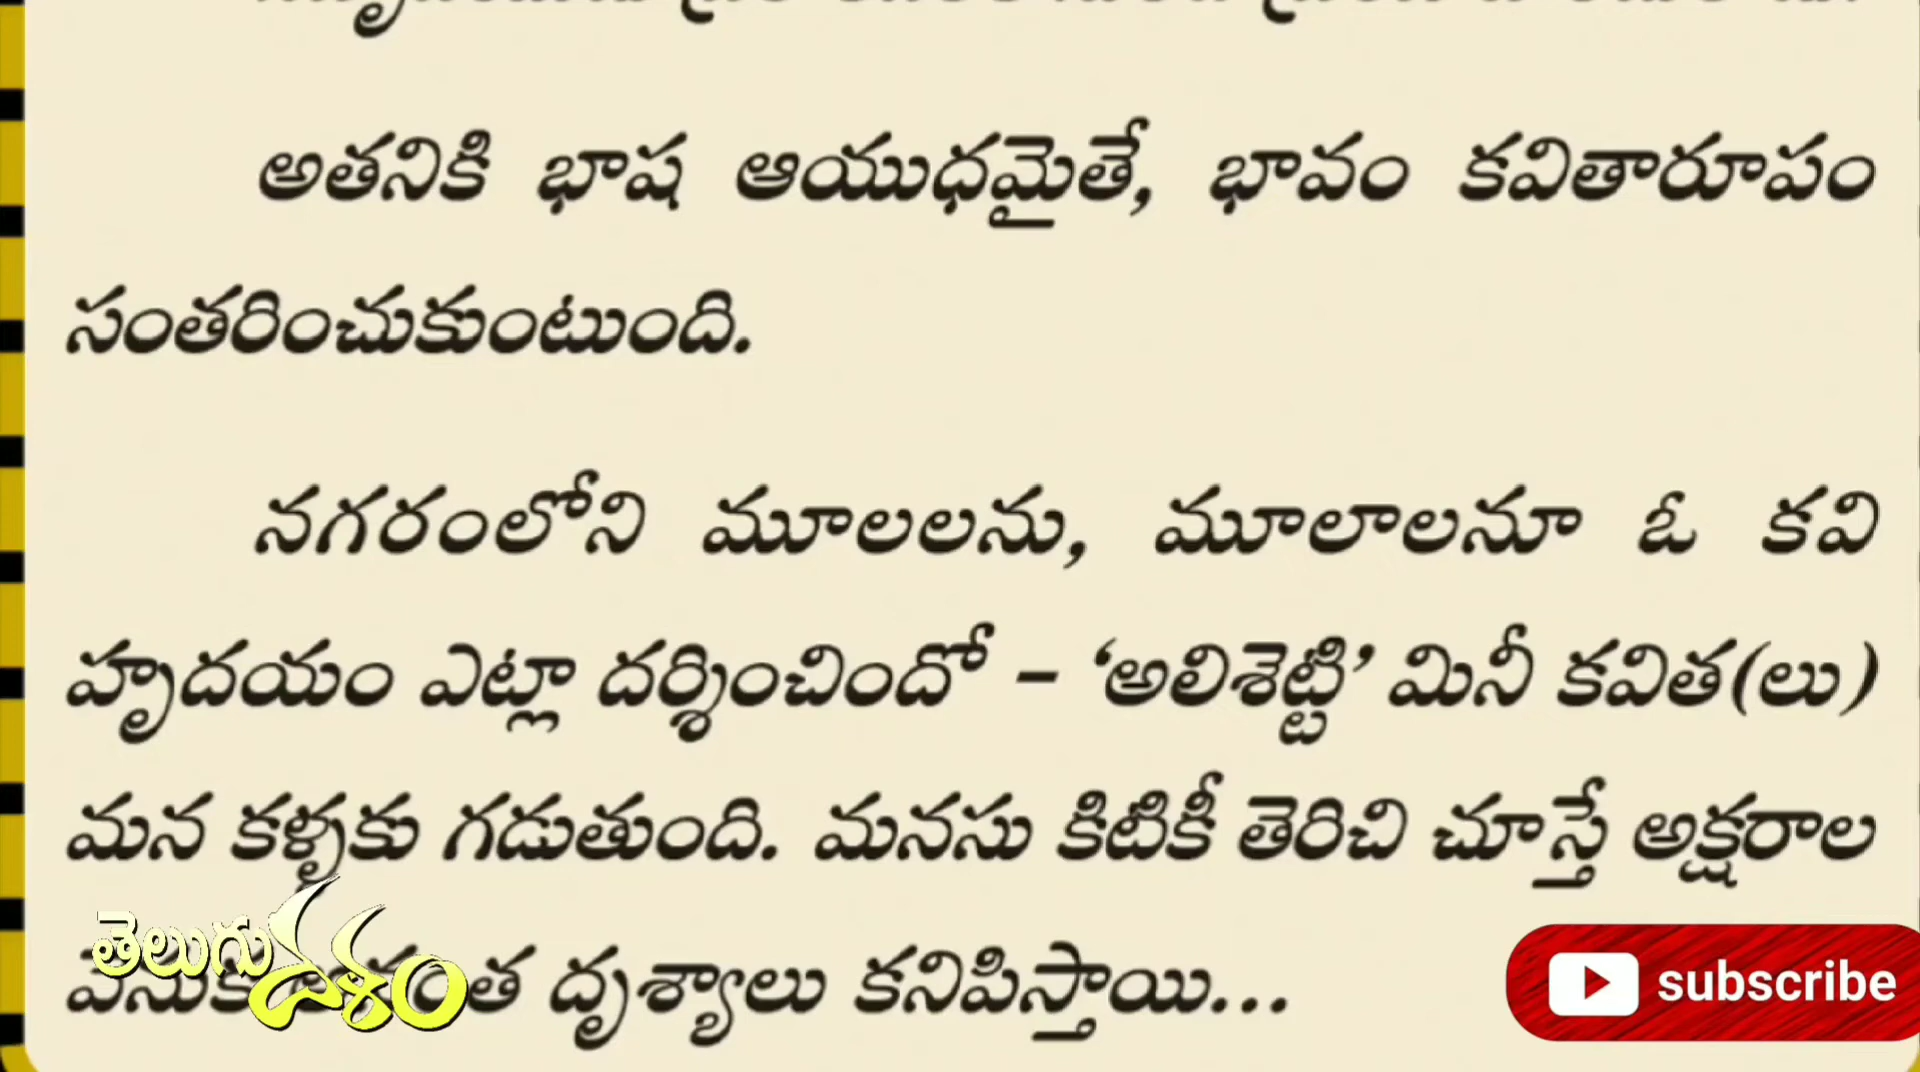 అతనికి భాష ఆయుధమైతే, భావం కవితారూపం
సంతరించుకుంటుంది.
నగరంలోని మూలలను, మూలాలనూ ఓ కవి
హృదయం ఎట్లా దర్శించిందో – ‘అలిశెట్టి’ మినీ కవిత(లు)
మన కళ్ళకు గడుతుంది. మనసు కిటికీ తెరిచి చూస్తే అక్షరాల
దృశ్యాలు కనిపిస్తాయి...
తెలుగు దళం
subscribe